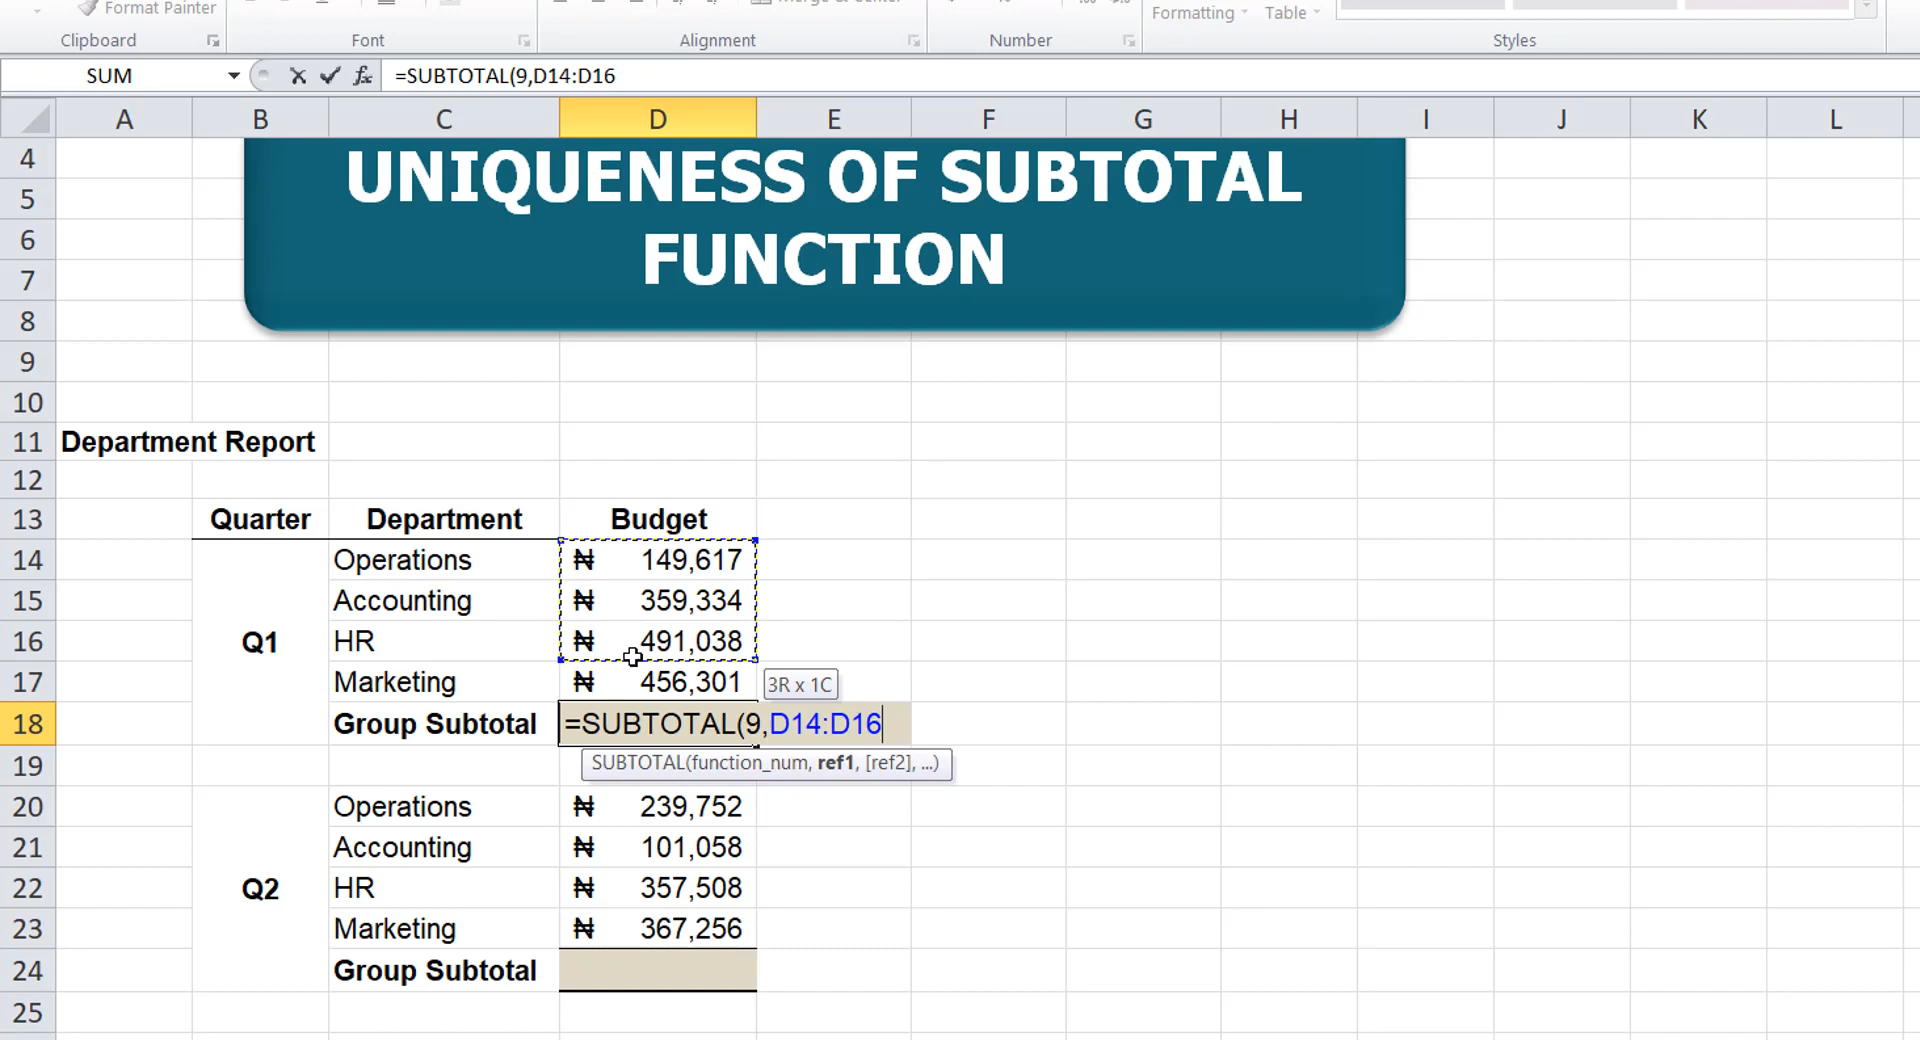 Format Painter
Merge & Center
Formatting
Table
Clipboard
Font
Alignment
Number
Styles
SUM
fx
=SUBTOTAL(9,D14:D16
A B C D E F G H I J K L
4
UNIQUENESS OF SUBTOTAL
5
6
FUNCTION
7
8
9
10
11 Department Report
12
13 Quarter Department Budget
14 Operations ₦ 149,617
15 Accounting ₦ 359,334
16 Q1 HR ₦ 491,038
17 Marketing ₦ 456,301 3R x 1C
18 Group Subtotal =SUBTOTAL(9,D14:D16
SUBTOTAL(function_num, ref1, [ref2], ...)
19
20 Operations ₦ 239,752
21 Accounting ₦ 101,058
22 Q2 HR ₦ 357,508
23 Marketing ₦ 367,256
24 Group Subtotal
25